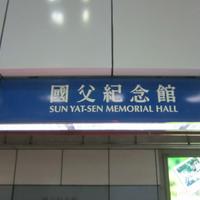 國父紀念館
SUN YAT-SEN MEMORIAL HALL